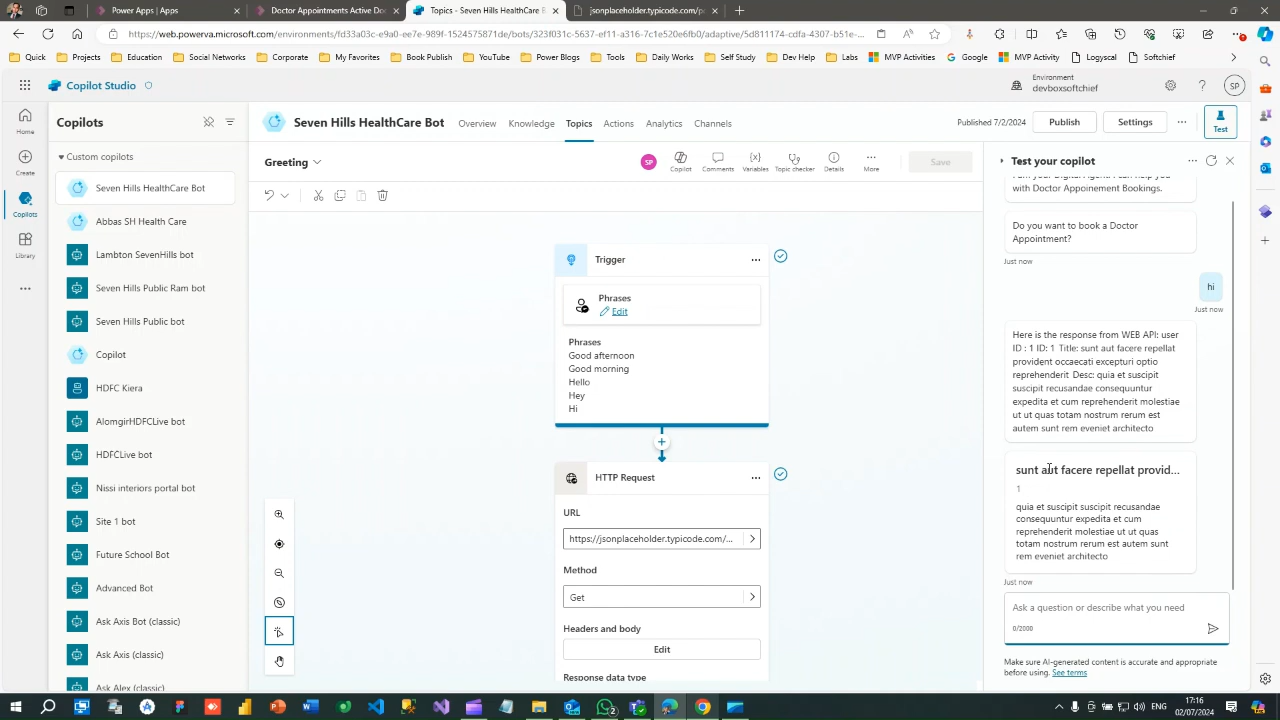 Power Apps | Apps
Doctor Appointments Active Doc
Topics - Seven Hills HealthCare B
jsonplaceholder.typicode.com/po
https://web.powerva.microsoft.com/environments/fd33a03c-e9a0-ee7e-989f-1524575871de/bots/323f031c-5637-ef11-a316-7c1e520e6fb0/adaptive/5d811174-cdfa-4307-b51e-...
Quick
Projects
Education
Social Networks
Corporate
My Favorites
Book Publish
YouTube
Power Blogs
Tools
Daily Works
Self Study
Dev Help
Labs
MVP Activities
Google
MVP Activity
Logyscal
Softchief
Copilot Studio
Environment
devboxsoftchief
SP
Home
Create
Copilots
Library
Copilots
Custom copilots
Seven Hills HealthCare Bot
Abbas SH Health Care
Lambton SevenHills bot
Seven Hills Public Ram bot
Seven Hills Public bot
Copilot
HDFC Kiera
AlomgirHDFCLive bot
HDFCLive bot
Nissi interiors portal bot
Site 1 bot
Future School Bot
Advanced Bot
Ask Axis Bot (classic)
Ask Axis (classic)
Ask Alex (classic)
Seven Hills HealthCare Bot
Overview
Knowledge
Topics
Actions
Analytics
Channels
Published 7/2/2024
Publish
Settings
...
Test
Greeting
SP
Copilot
Comments
Variables
Topic checker
Details
More
Save
Trigger
Phrases
Edit
Phrases
Good afternoon
Good morning
Hello
Hey
Hi
HTTP Request
URL
https://jsonplaceholder.typicode.com/...
Method
Get
Headers and body
Edit
Response data type
Test your copilot
I am your Digital Agent. I can help you
with Doctor Appoinement Bookings.
Do you want to book a Doctor
Appointment?
Just now
hi
Just now
Here is the response from WEB API: user
ID : 1 ID: 1 Title: sunt aut facere repellat
provident occaecati excepturi optio
reprehenderit Desc: quia et suscipit
suscipit recusandae consequuntur
expedita et cum reprehenderit molestiae
ut ut quas totam nostrum rerum est
autem sunt rem eveniet architecto
sunt aut facere repellat provid...
1
quia et suscipit suscipit recusandae
consequuntur expedita et cum
reprehenderit molestiae ut ut quas
totam nostrum rerum est autem sunt
rem eveniet architecto
Just now
Ask a question or describe what you need
0/2000
Make sure AI-generated content is accurate and appropriate
before using. See terms
2
ENG
17:16
02/07/2024